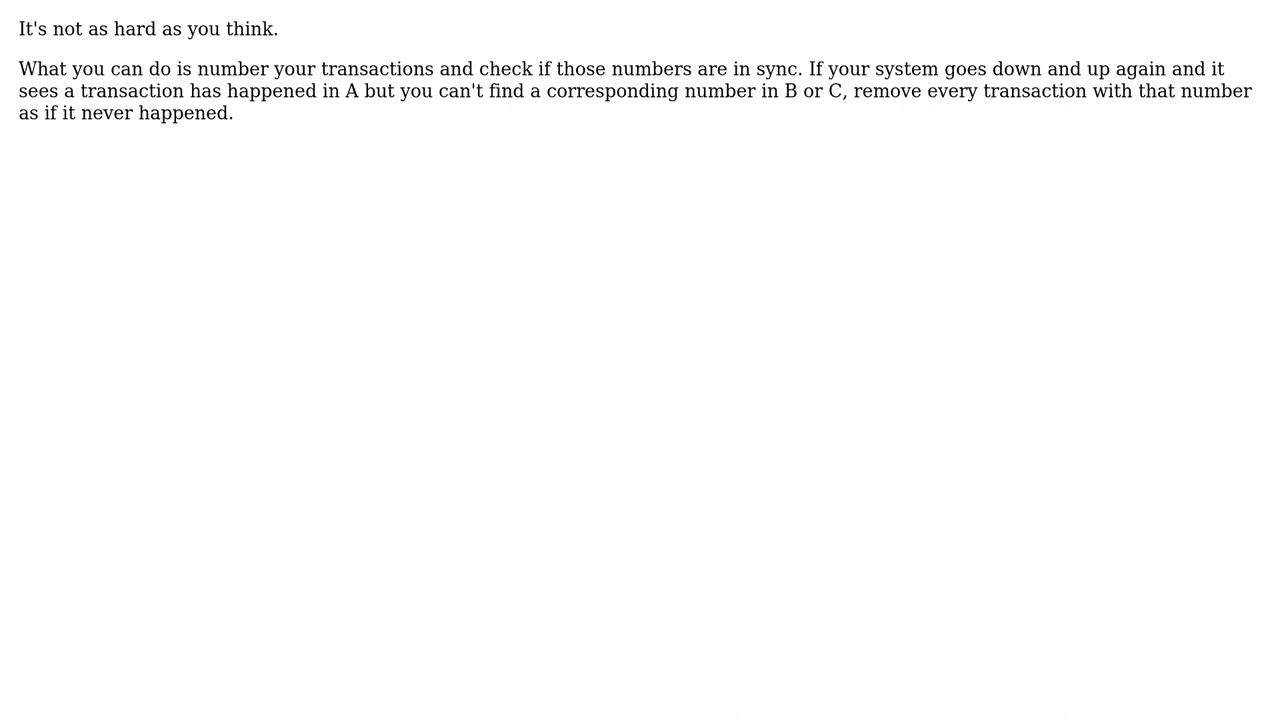 It's not as hard as you think.
What you can do is number your transactions and check if those numbers are in sync. If your system goes down and up again and it
sees a transaction has happened in A but you can't find a corresponding number in B or C, remove every transaction with that number
as if it never happened.